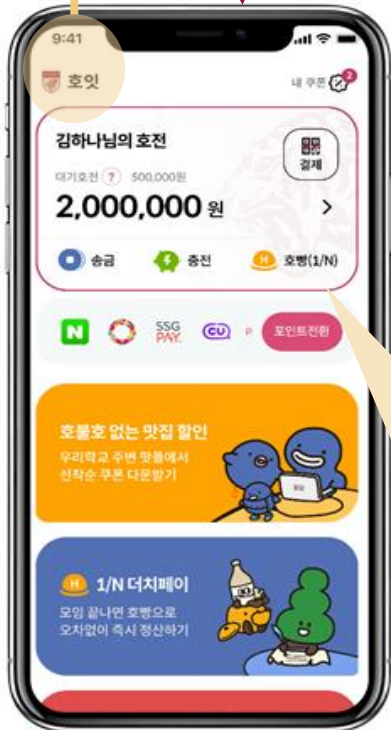 9:41
호잇
내 쿠폰
2
김하나님의 호전
결제
대기호전 ? 500,000원
2,000,000 원
송금
충전
H
호빵(1/N)
N
SSG
PAY.
CU
P
포인트전환
호불호 없는 맛집 할인
우리학교 주변 맛플에서
선착순 쿠폰 다운받기
H
1/N 더치페이
모임 끝나면 호빵으로
오차없이 즉시 정산하기